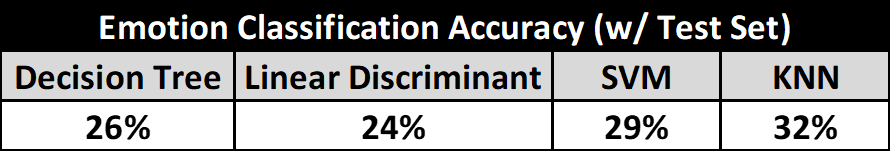 Emotion Classification Accuracy (w/ Test Set)
Decision Tree Linear Discriminant SVM KNN
26% 24% 29% 32%